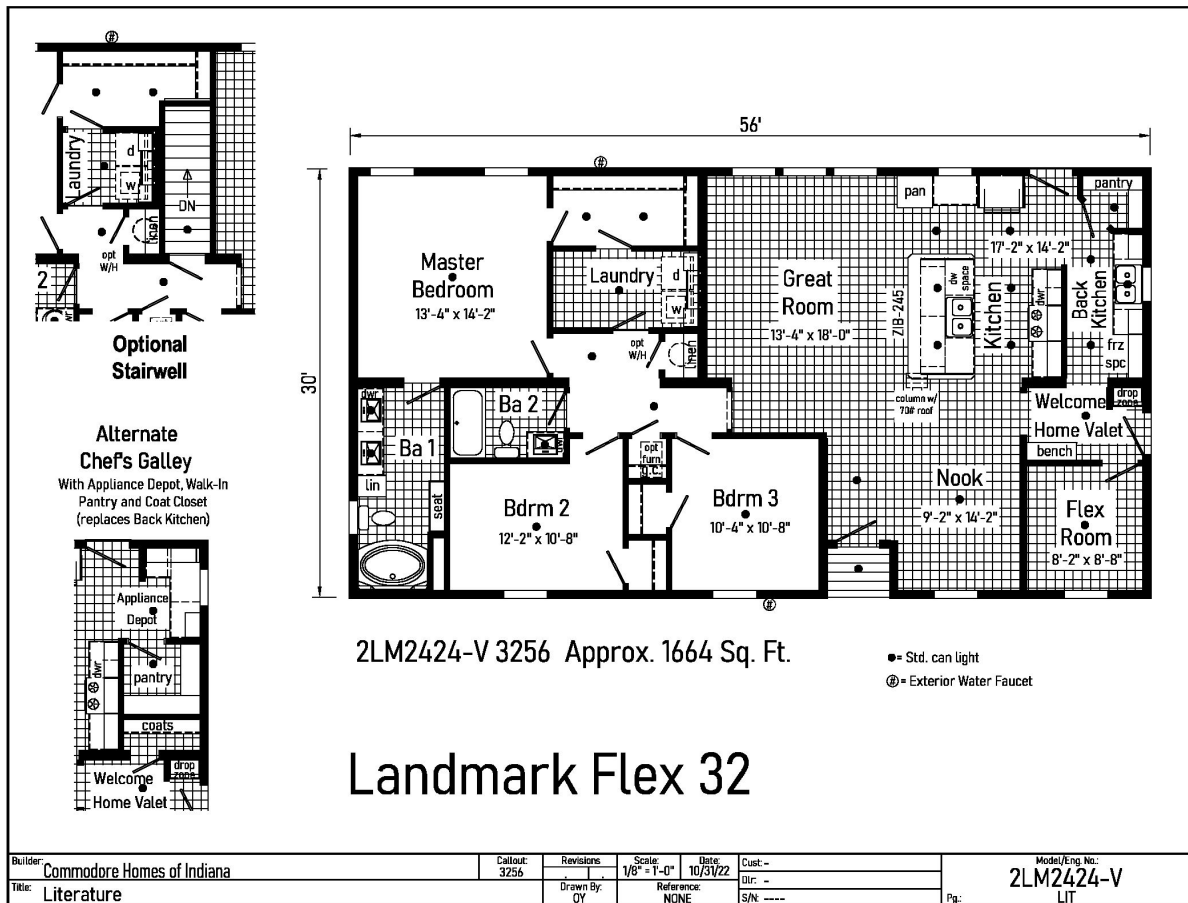 Laundry
d
w
DN
linen
opt
W/H
2
Optional
Stairwell
Alternate
Chef's Galley
With Appliance Depot, Walk-In
Pantry and Coat Closet
(replaces Back Kitchen)
Appliance
Depot
dwr
pantry
coats
drop
zone
Welcome
Home Valet
56'
30'
Master
Bedroom
13'-4" x 14'-2"
Laundry
d
w
opt
W/H
linen
Great
Room
13'-4" x 18'-0"
pan
pantry
17'-2" x 14'-2"
ZIB-245
dw
space
Kitchen
dwr
Back
Kitchen
frz
spc
column w/
70# roof
Welcome
Home Valet
drop
zone
bench
dwr
Ba 1
lin
seat
Ba 2
opt
furn
g.c.
Bdrm 2
12'-2" x 10'-8"
Bdrm 3
10'-4" x 10'-8"
Nook
9'-2" x 14'-2"
Flex
Room
8'-2" x 8'-8"
2LM2424-V 3256 Approx. 1664 Sq. Ft.
●= Std. can light
⊕= Exterior Water Faucet
Landmark Flex 32
Builder: Commodore Homes of Indiana
Title: Literature
Callout:
3256
Revisions
Scale:
1/8" = 1'-0"
Date:
10/31/22
Drawn By:
OY
Reference:
NONE
Cust: -
Dlr: -
S/N: ----
Model/Eng. No.:
2LM2424-V
Pg.: LIT